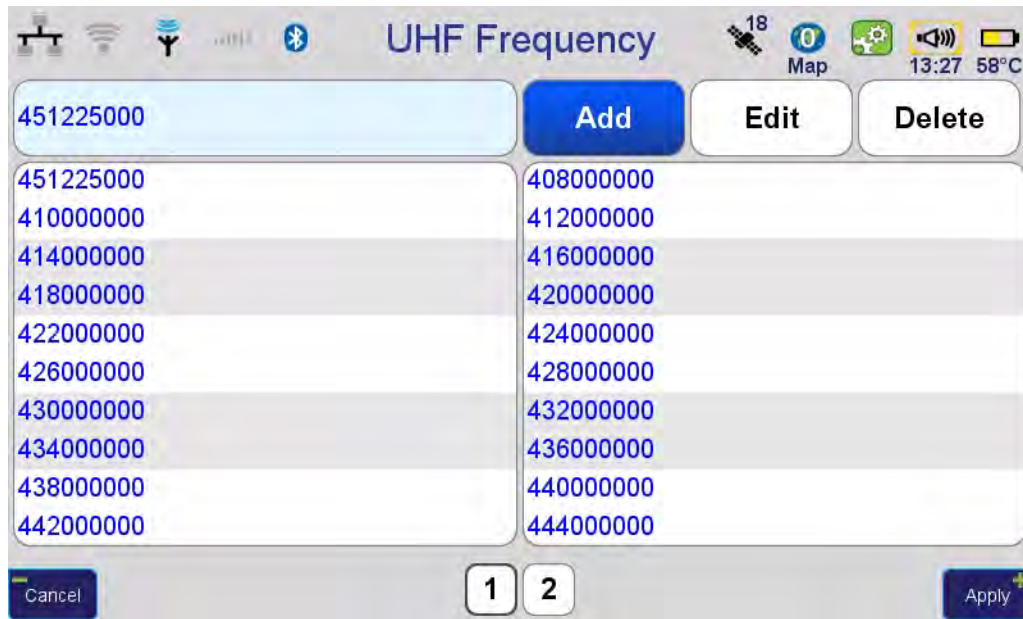 UHF Frequency
18
0
Map
13:27 58°C
451225000 Add Edit Delete
451225000 408000000
410000000 412000000
414000000 416000000
418000000 420000000
422000000 424000000
426000000 428000000
430000000 432000000
434000000 436000000
438000000 440000000
442000000 444000000
Cancel 1 2 Apply